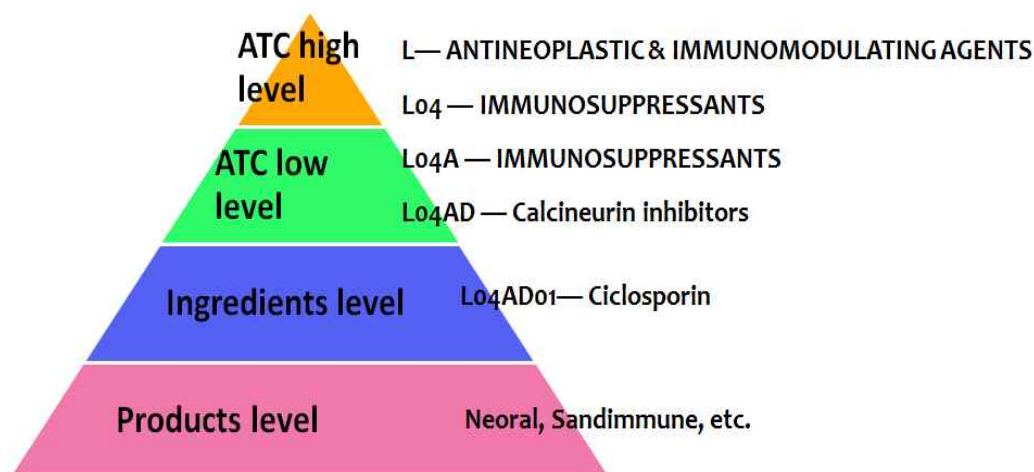 ATC high
level
L— ANTINEOPLASTIC & IMMUNOMODULATING AGENTS
L04 — IMMUNOSUPPRESSANTS
ATC low
level
L04A — IMMUNOSUPPRESSANTS
L04AD — Calcineurin inhibitors
Ingredients level
L04AD01— Ciclosporin
Products level
Neoral, Sandimmune, etc.